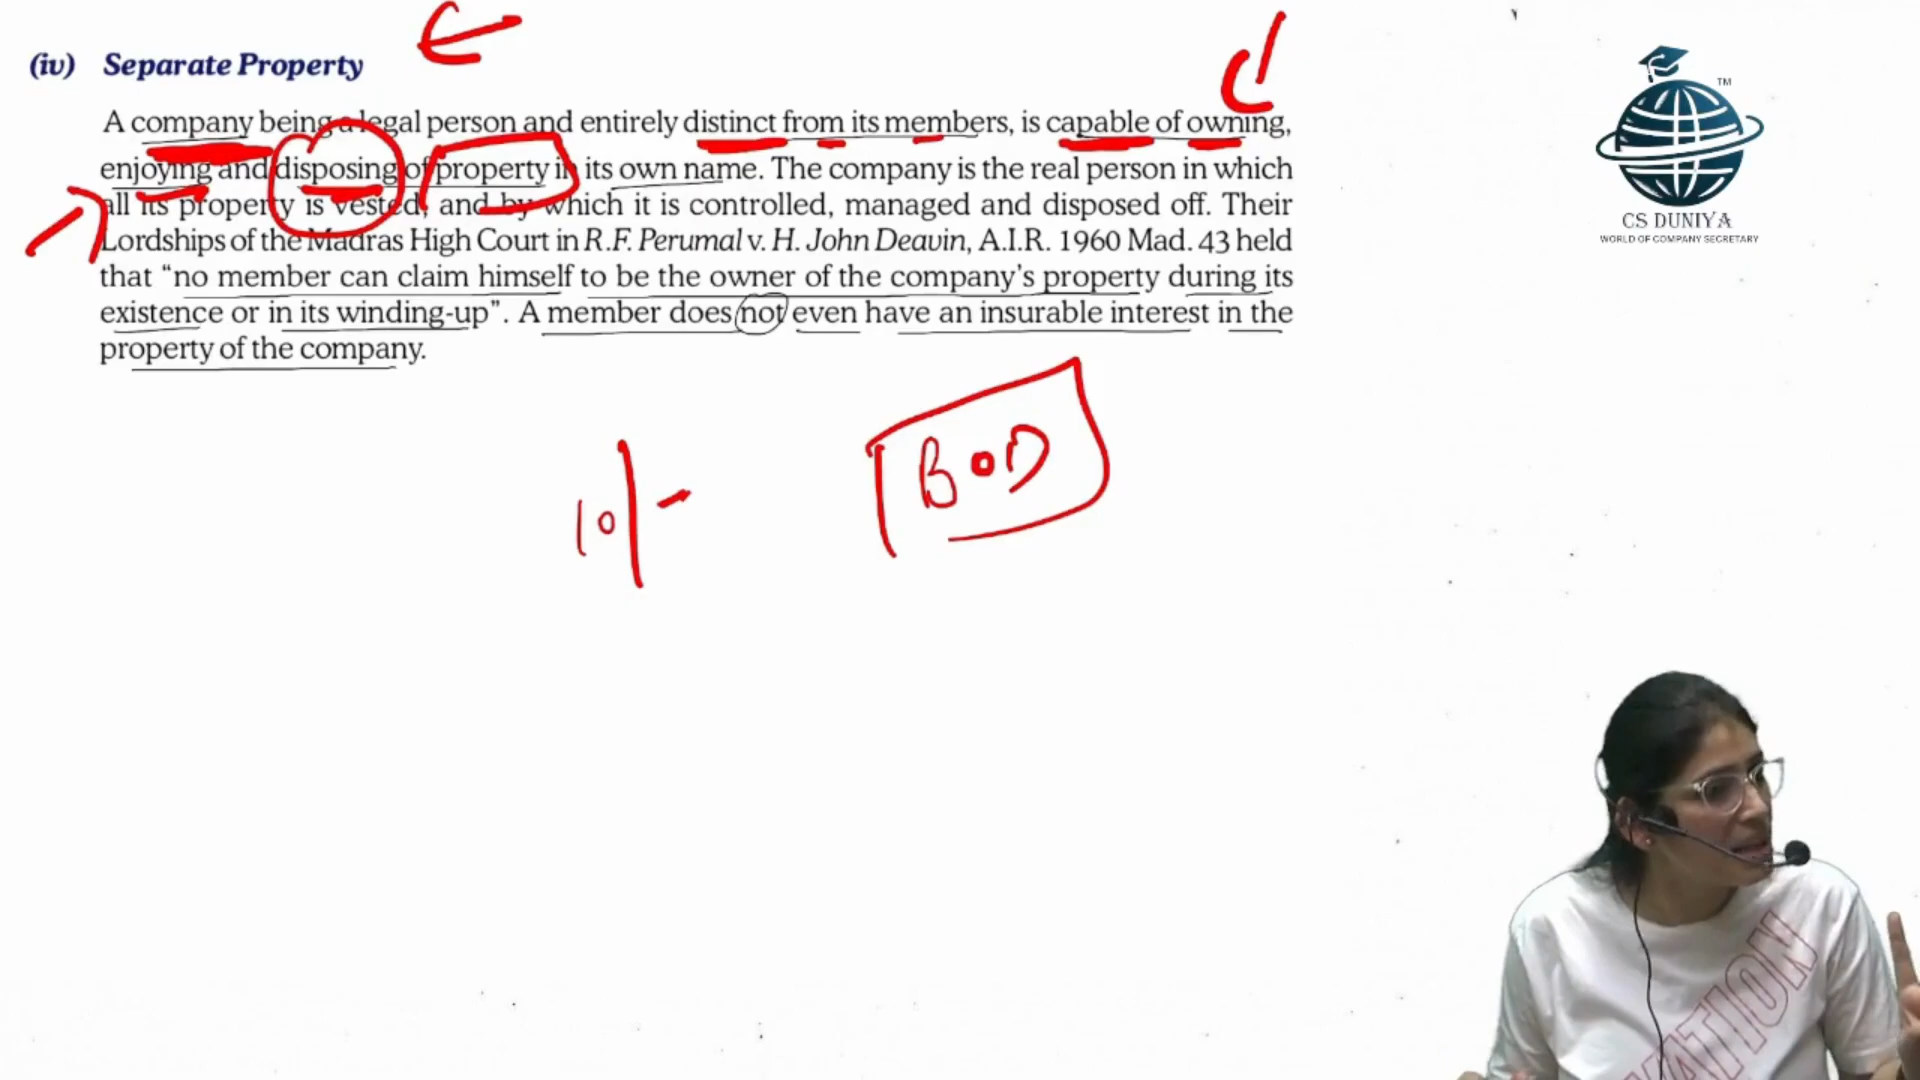 (iv) Separate Property
A company being a legal person and entirely distinct from its members, is capable of owning,
enjoying and disposing of property in its own name. The company is the real person in which
all its property is vested, and by which it is controlled, managed and disposed off. Their
Lordships of the Madras High Court in R.F. Perumal v. H. John Deavin, A.I.R. 1960 Mad. 43 held
that “no member can claim himself to be the owner of the company’s property during its
existence or in its winding-up”. A member does not even have an insurable interest in the
property of the company.
10/-
BOD
TM
CS DUNIYA
WORLD OF COMPANY SECRETARY